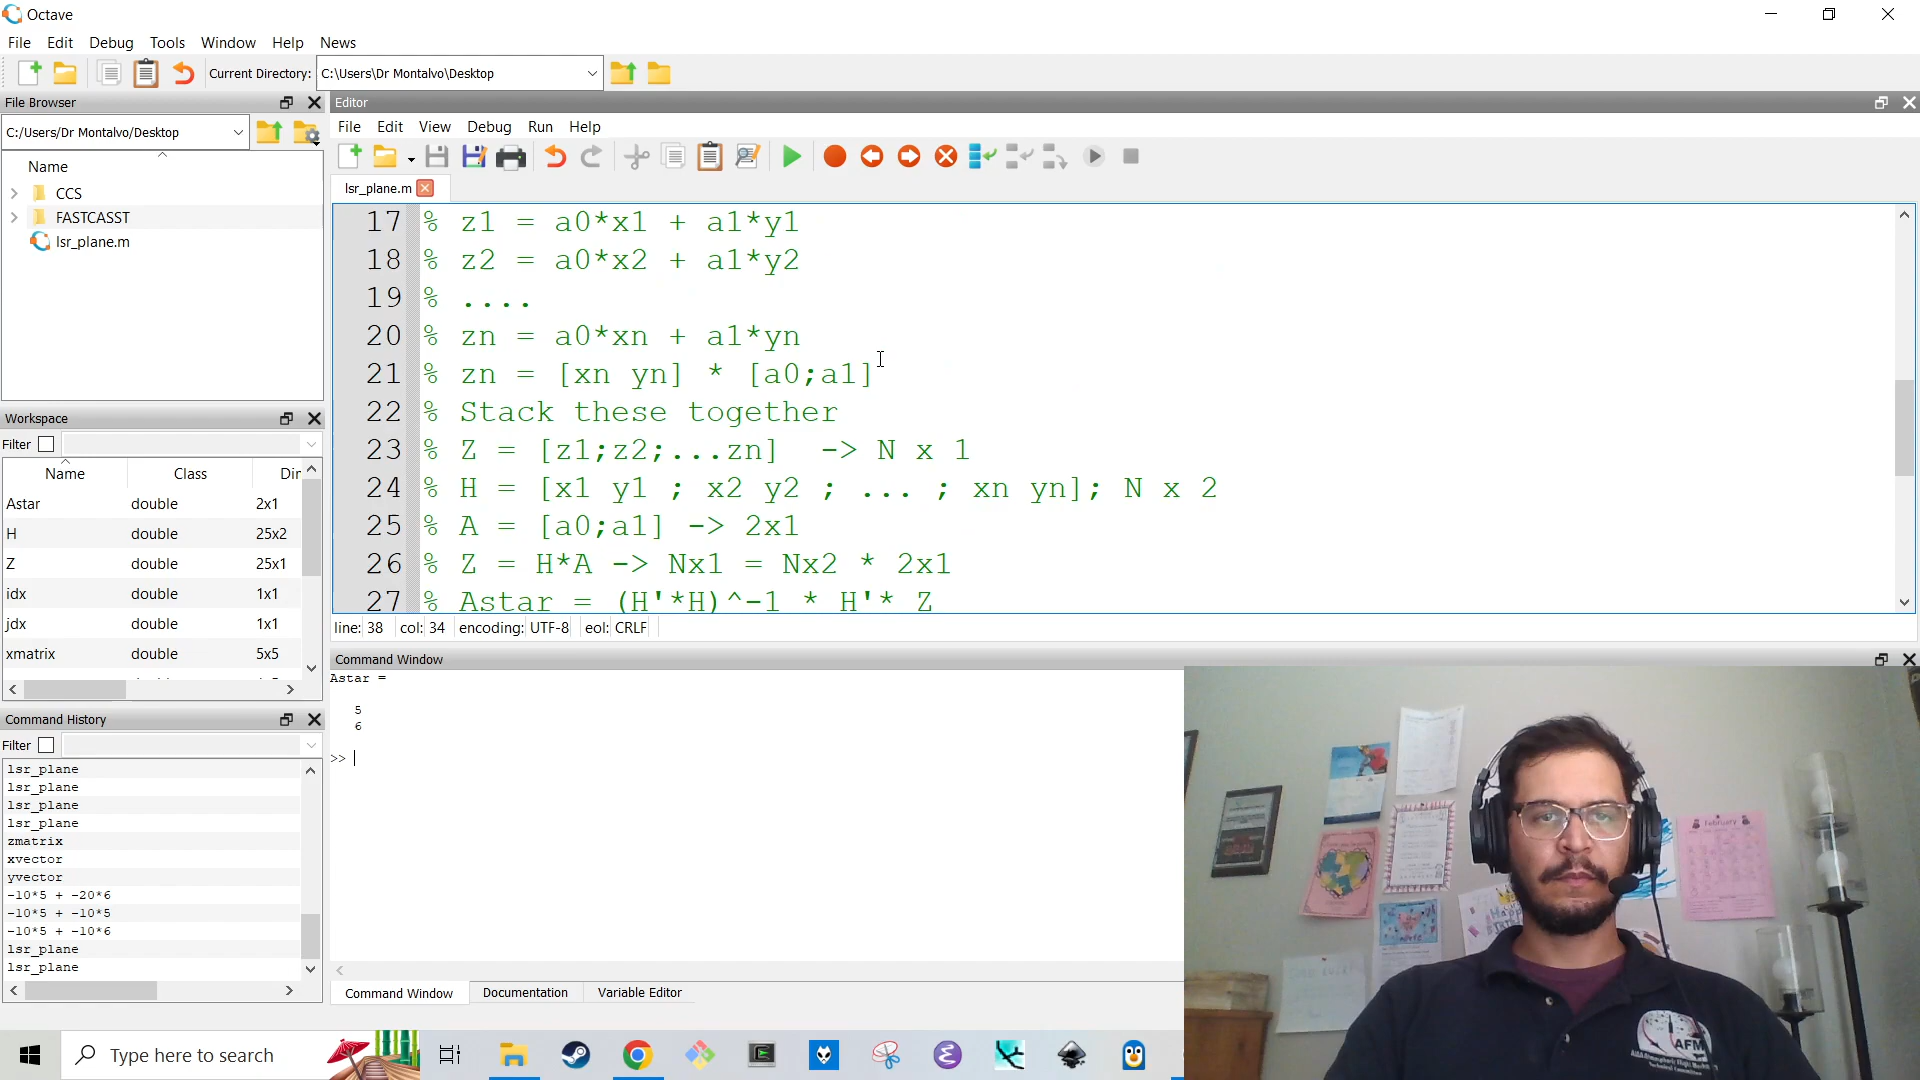 Octave
File Edit Debug Tools Window Help News
Current Directory: C:\Users\Dr Montalvo\Desktop
File Browser
C:/Users/Dr Montalvo/Desktop
Name
CCS
FASTCASST
lsr_plane.m
Editor
File Edit View Debug Run Help
lsr_plane.m
17 % z1 = a0*x1 + a1*y1
18 % z2 = a0*x2 + a1*y2
19 % ....
20 % zn = a0*xn + a1*yn
21 % zn = [xn yn] * [a0;a1]
22 % Stack these together
23 % Z = [z1;z2;...zn] -> N x 1
24 % H = [x1 y1 ; x2 y2 ; ... ; xn yn]; N x 2
25 % A = [a0;a1] -> 2x1
26 % Z = H*A -> Nx1 = Nx2 * 2x1
27 % Astar = (H'*H)^-1 * H'* Z
line: 38 col: 34 encoding: UTF-8 eol: CRLF
Workspace
Filter
Name Class Dir
Astar double 2x1
H double 25x2
Z double 25x1
idx double 1x1
jdx double 1x1
xmatrix double 5x5
Command History
Filter
lsr_plane
lsr_plane
lsr_plane
lsr_plane
zmatrix
xvector
yvector
-10*5 + -20*6
-10*5 + -10*5
-10*5 + -10*6
lsr_plane
lsr_plane
Command Window
Astar =
5
6
>>
Command Window Documentation Variable Editor
Type here to search
February
AFM